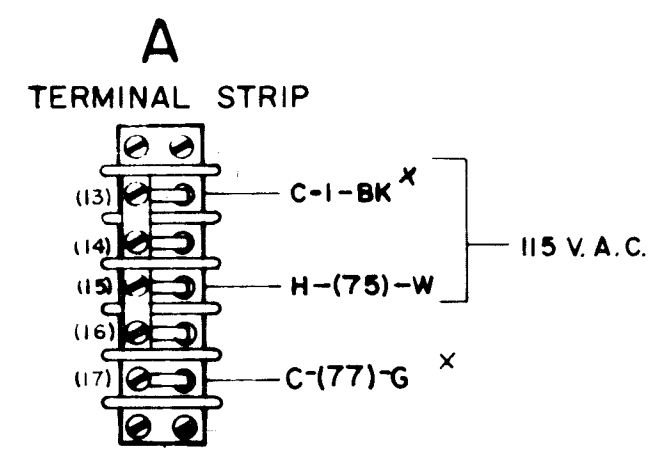 A
TERMINAL STRIP
(13) C-1-BK X
(14)
115 V.A.C.
(15) H-(75)-W
(16)
(17) C-(77)-G X